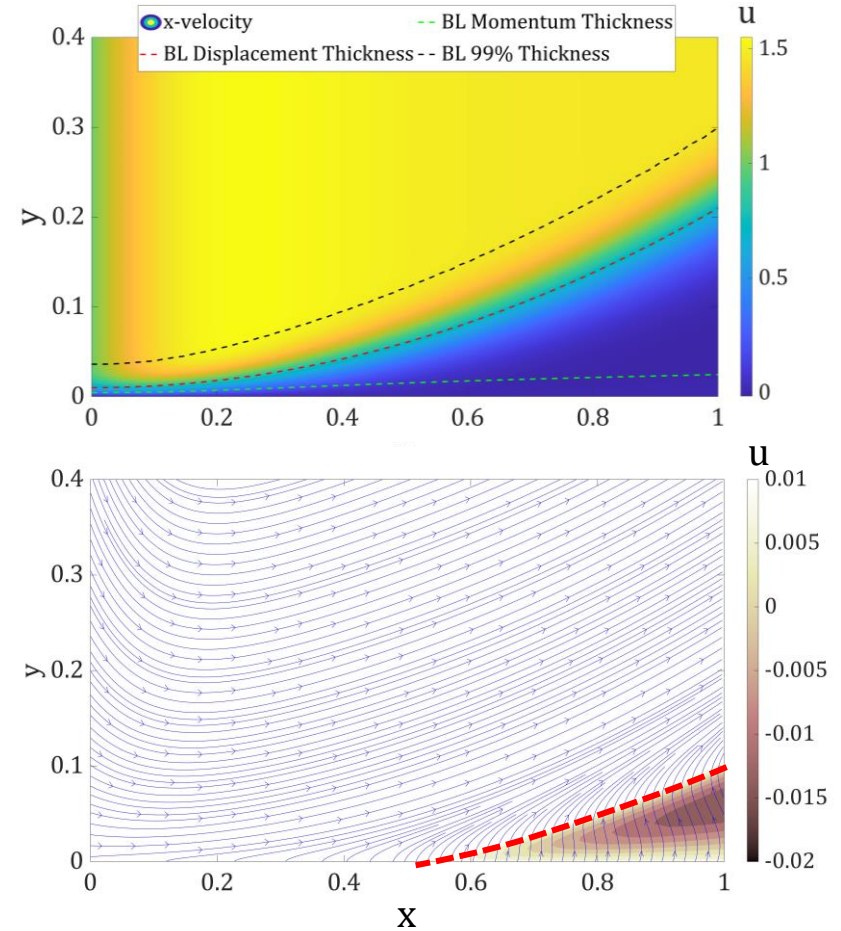 x-velocity -- BL Momentum Thickness
-- BL Displacement Thickness -- BL 99% Thickness
u
0.4
0.3
0.2
0.1
0
y
0 0.2 0.4 0.6 0.8 1
1.5
1
0.5
0
u
0.4
0.3
0.2
0.1
0
y
0 0.2 0.4 0.6 0.8 1
x
0.01
0.005
0
-0.005
-0.01
-0.015
-0.02